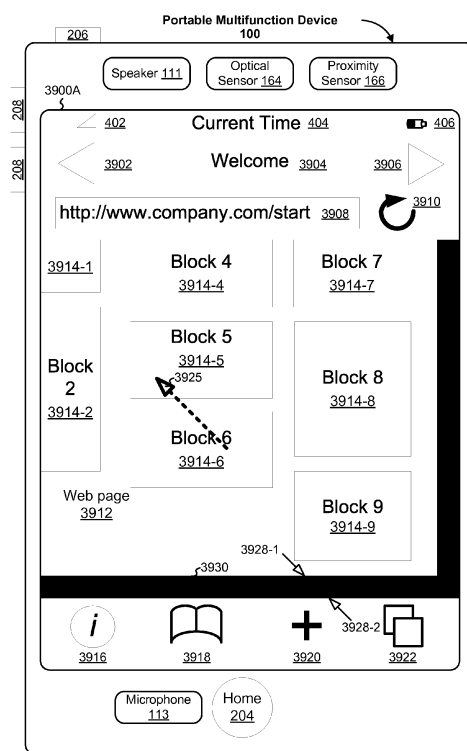 Portable Multifunction Device
100
206
Speaker 111
Optical
Sensor 164
Proximity
Sensor 166
3900A
208
208
402
Current Time 404
406
3902
Welcome 3904
3906
http://www.company.com/start 3908
3910
3914-1
Block 4
3914-4
Block 7
3914-7
Block
2
3914-2
Block 5
3914-5
3925
Block 8
3914-8
Block 6
3914-6
Web page
3912
Block 9
3914-9
3928-1
3930
i
3928-2
3916
3918
3920
3922
Microphone
113
Home
204